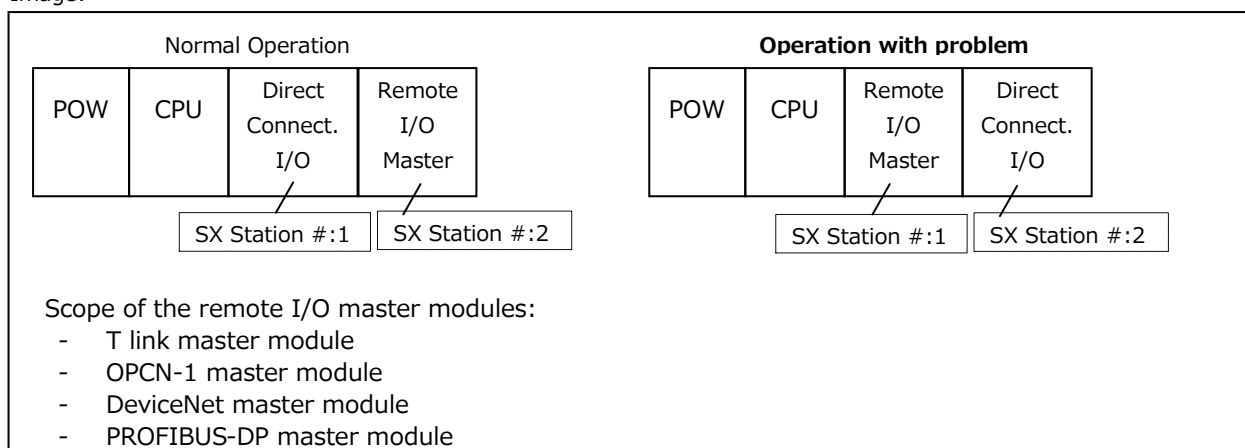 Image:
Normal Operation
POW
CPU
Direct
Connect.
I/O
Remote
I/O
Master
SX Station #:1
SX Station #:2
Operation with problem
POW
CPU
Remote
I/O
Master
Direct
Connect.
I/O
SX Station #:1
SX Station #:2
Scope of the remote I/O master modules:
- T link master module
- OPCN-1 master module
- DeviceNet master module
- PROFIBUS-DP master module